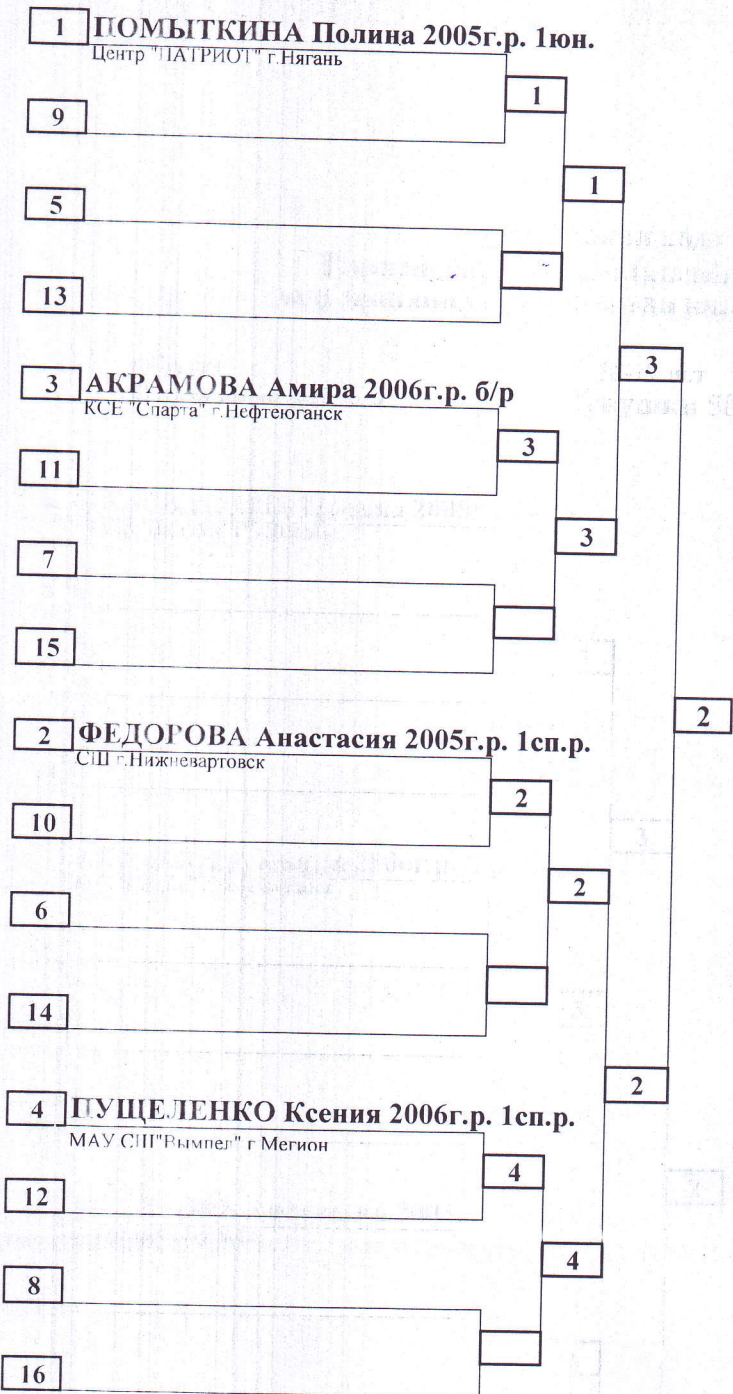 1 ПОМЫТКИНА Полина 2005г.р. 1юн.
Центр "ПАТРИОТ" г.Нягань
1
9
1
5
13
3
3 АКРАМОВА Амира 2006г.р. б/р
КСЕ "Спарта" г.Нефтеюганск
3
11
3
7
15
2
2 ФЕДОРОВА Анастасия 2005г.р. 1сп.р.
СШ г.Нижневартовск
2
10
2
6
14
2
4 ПУЩЕЛЕНКО Ксения 2006г.р. 1сп.р.
МАУ СШ"Вымпел" г Мегион
4
12
4
8
16